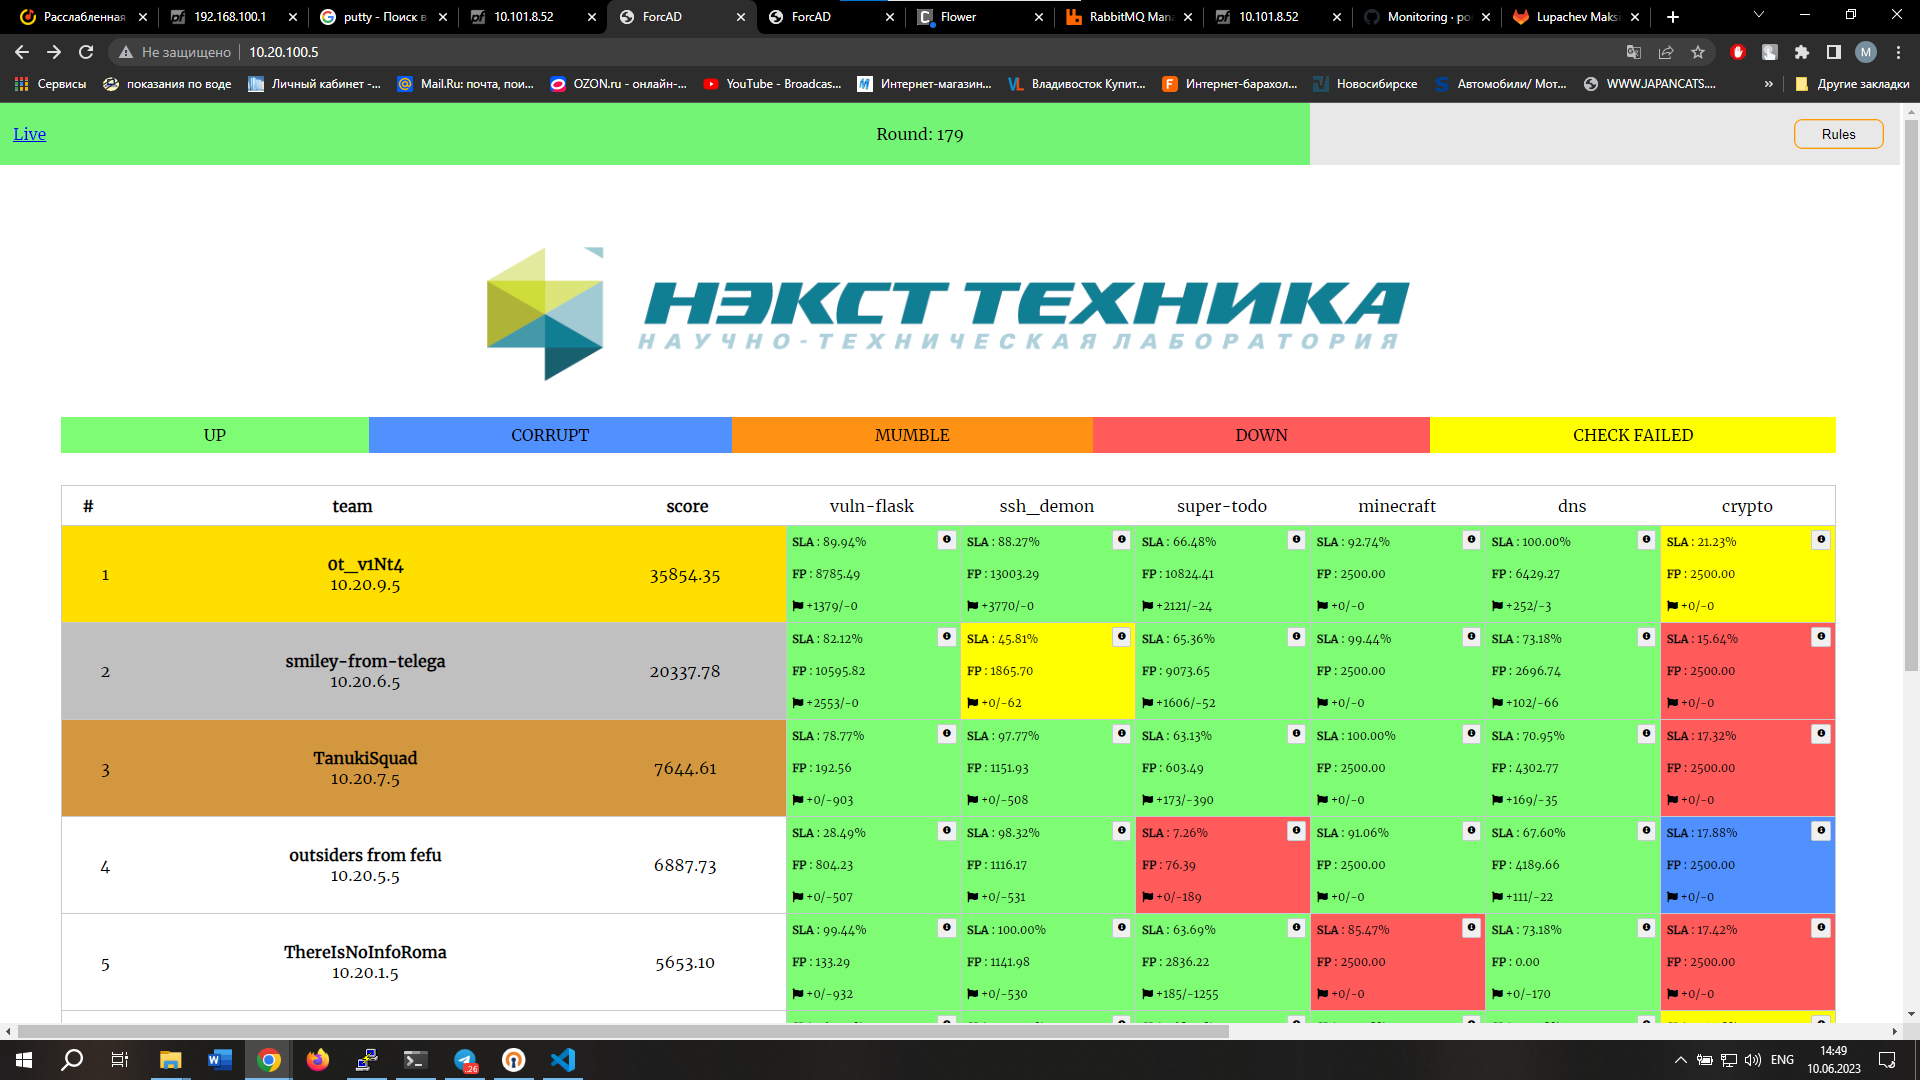 Расслабленная
192.168.100.1
putty - Поиск в
10.101.8.52
ForcAD
ForcAD
Flower
RabbitMQ Mana
10.101.8.52
Monitoring · po
Lupachev Maks
Не защищено
10.20.100.5
M
Сервисы
показания по воде
Личный кабинет -...
Mail.Ru: почта, пои...
OZON.ru - онлайн-...
YouTube - Broadcas...
Интернет-магазин...
Владивосток Купит...
Интернет-барахол...
Новосибирске
Автомобили/ Мот...
WWW.JAPANCATS....
»
Другие закладки
Live
Round: 179
Rules
НЭКСТ ТЕХНИКА
НАУЧНО-ТЕХНИЧЕСКАЯ ЛАБОРАТОРИЯ
UP CORRUPT MUMBLE DOWN CHECK FAILED
# team score vuln-flask ssh_demon super-todo minecraft dns crypto
SLA : 89.94% SLA : 88.27% SLA : 66.48% SLA : 92.74% SLA : 100.00% SLA : 21.23%
0t_v1Nt4
1 35854.35 FP : 8785.49 FP : 13003.29 FP : 10824.41 FP : 2500.00 FP : 6429.27 FP : 2500.00
10.20.9.5
+1379/-0 +3770/-0 +2121/-24 +0/-0 +252/-3 +0/-0
SLA : 82.12% SLA : 45.81% SLA : 65.36% SLA : 99.44% SLA : 73.18% SLA : 15.64%
smiley-from-telega
2 20337.78 FP : 10595.82 FP : 1865.70 FP : 9073.65 FP : 2500.00 FP : 2696.74 FP : 2500.00
10.20.6.5
+2553/-0 +0/-62 +1606/-52 +0/-0 +102/-66 +0/-0
SLA : 78.77% SLA : 97.77% SLA : 63.13% SLA : 100.00% SLA : 70.95% SLA : 17.32%
TanukiSquad
3 7644.61 FP : 192.56 FP : 1151.93 FP : 603.49 FP : 2500.00 FP : 4302.77 FP : 2500.00
10.20.7.5
+0/-903 +0/-508 +173/-390 +0/-0 +169/-35 +0/-0
SLA : 28.49% SLA : 98.32% SLA : 7.26% SLA : 91.06% SLA : 67.60% SLA : 17.88%
outsiders from fefu
4 6887.73 FP : 804.23 FP : 1116.17 FP : 76.39 FP : 2500.00 FP : 4189.66 FP : 2500.00
10.20.5.5
+0/-507 +0/-531 +0/-189 +0/-0 +111/-22 +0/-0
SLA : 99.44% SLA : 100.00% SLA : 63.69% SLA : 85.47% SLA : 73.18% SLA : 17.42%
ThereIsNoInfoRoma
5 5653.10 FP : 133.29 FP : 1141.98 FP : 2836.22 FP : 2500.00 FP : 0.00 FP : 2500.00
10.20.1.5
+0/-932 +0/-530 +185/-1255 +0/-0 +0/-170 +0/-0
26
ENG
14:49
10.06.2023